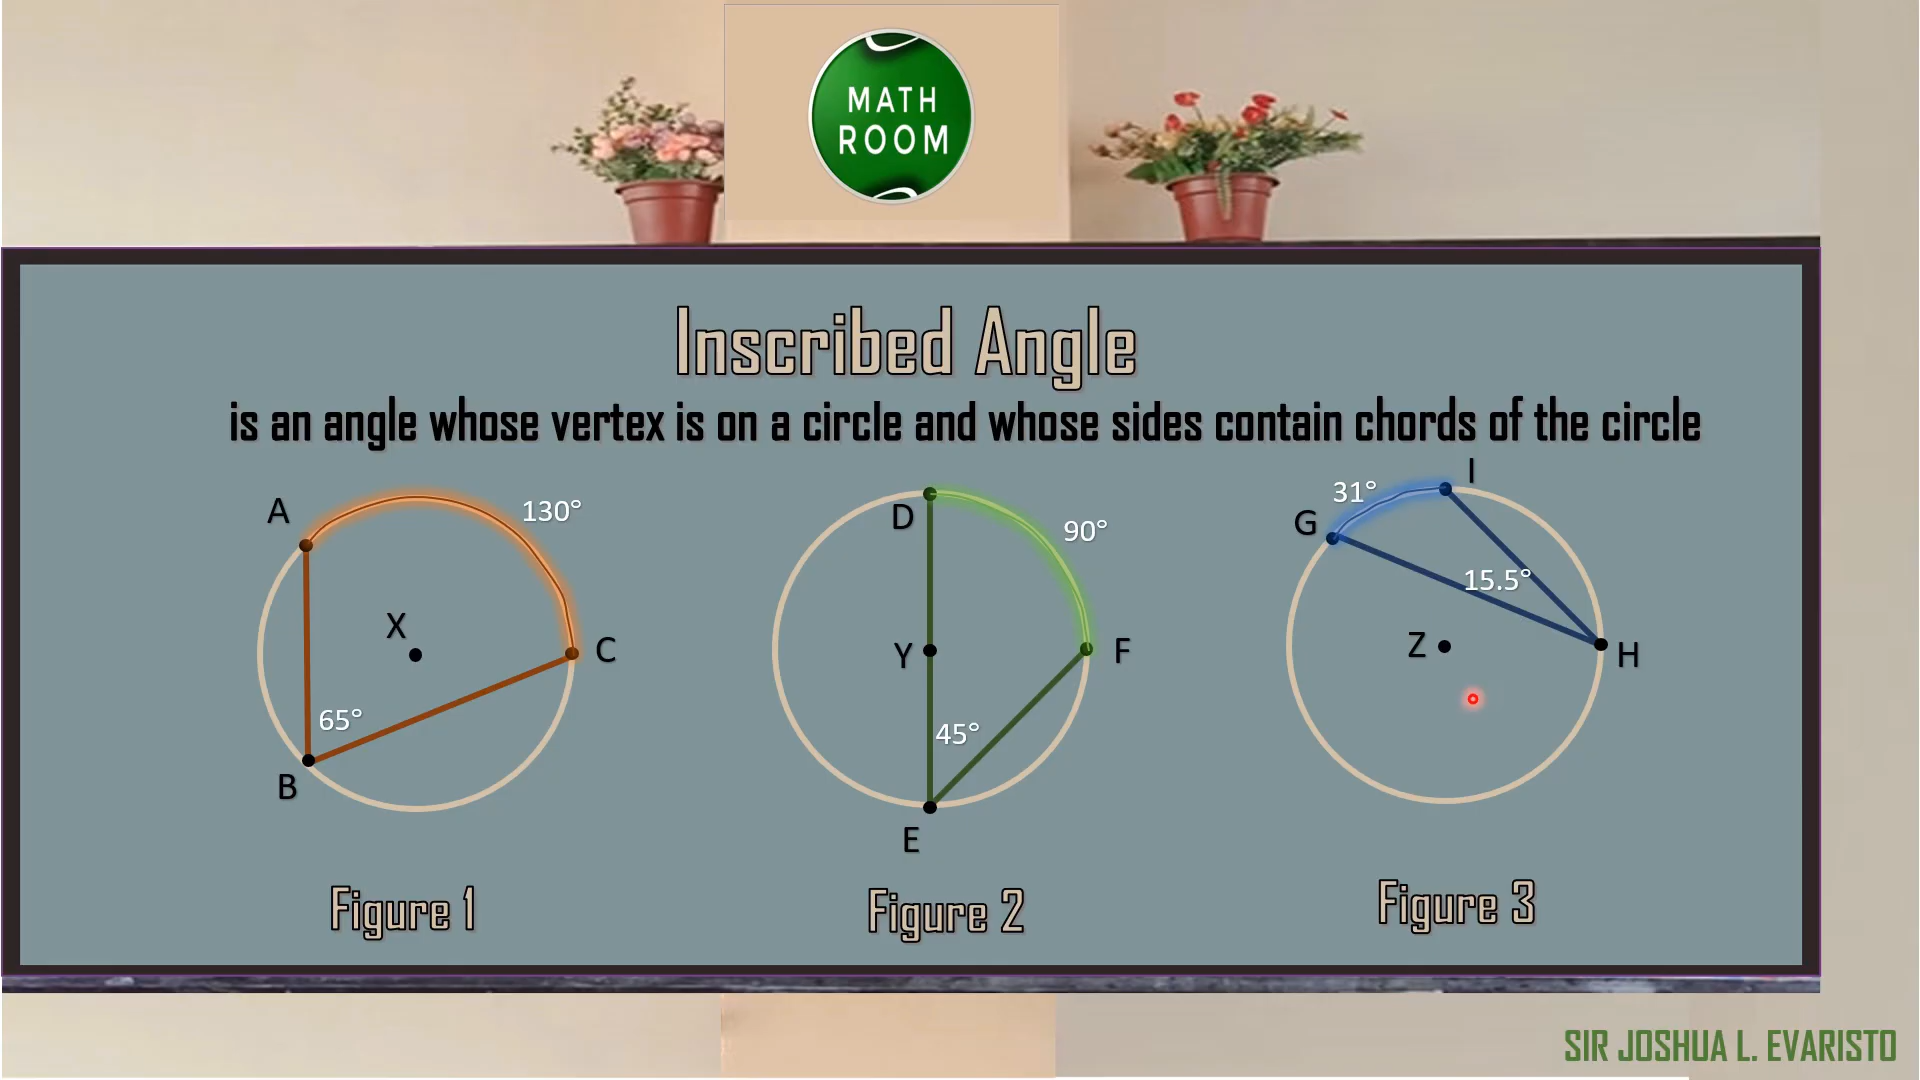 MATH
ROOM
Inscribed Angle
is an angle whose vertex is on a circle and whose sides contain chords of the circle
A
130°
X
C
65°
B
Figure 1
D
90°
Y
F
45°
E
Figure 2
I
31°
G
15.5°
Z
H
Figure 3
SIR JOSHUA L. EVARISTO